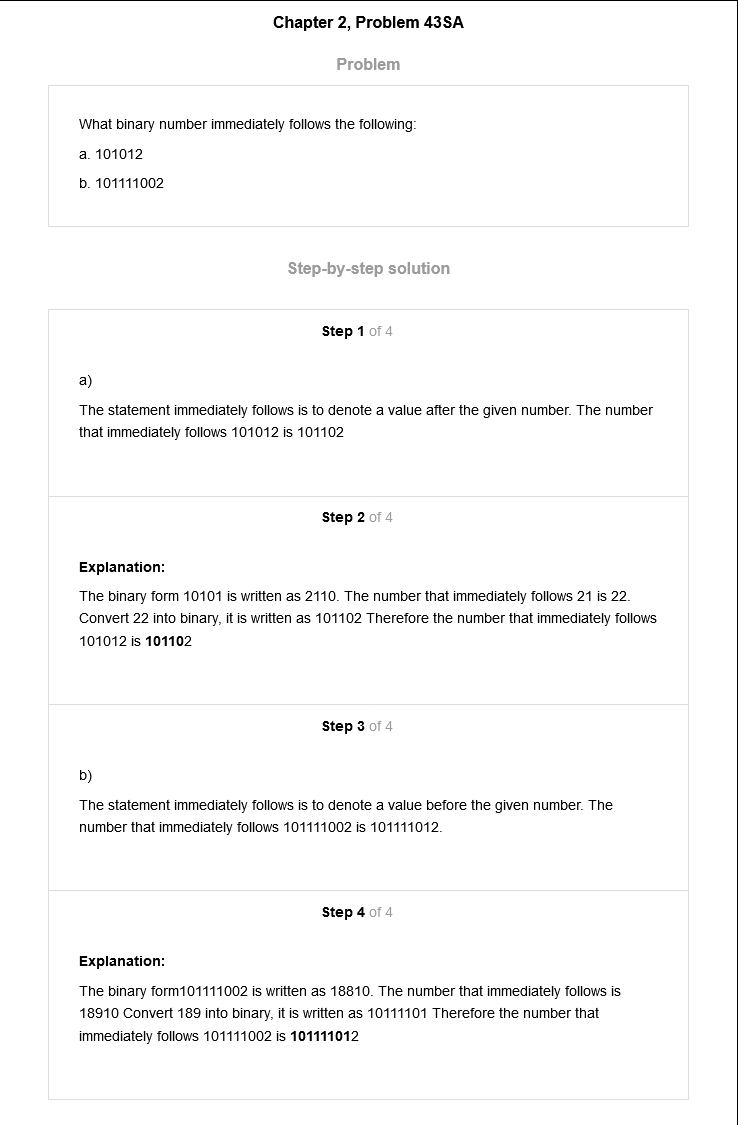 Chapter 2, Problem 43SA
Problem
What binary number immediately follows the following:
a. 101012
b. 101111002
Step-by-step solution
Step 1 of 4
a)
The statement immediately follows is to denote a value after the given number. The number
that immediately follows 101012 is 101102
Step 2 of 4
Explanation:
The binary form 10101 is written as 2110. The number that immediately follows 21 is 22.
Convert 22 into binary, it is written as 101102 Therefore the number that immediately follows
101012 is 101102
Step 3 of 4
b)
The statement immediately follows is to denote a value before the given number. The
number that immediately follows 101111002 is 101111012.
Step 4 of 4
Explanation:
The binary form101111002 is written as 18810. The number that immediately follows is
18910 Convert 189 into binary, it is written as 10111101 Therefore the number that
immediately follows 101111002 is 101111012